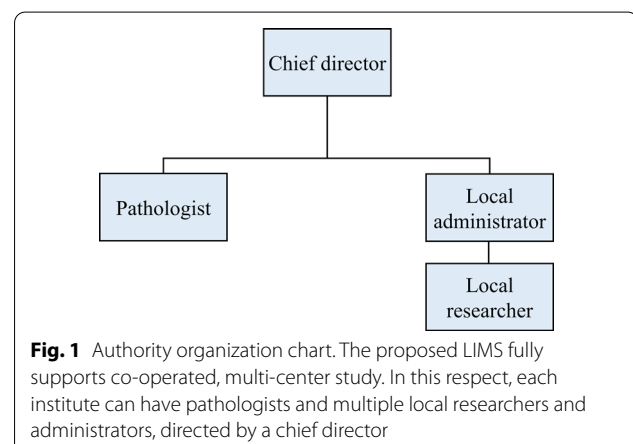 Chief director
Pathologist
Local
administrator
Local
researcher
Fig. 1 Authority organization chart. The proposed LIMS fully
supports co-operated, multi-center study. In this respect, each
institute can have pathologists and multiple local researchers and
administrators, directed by a chief director